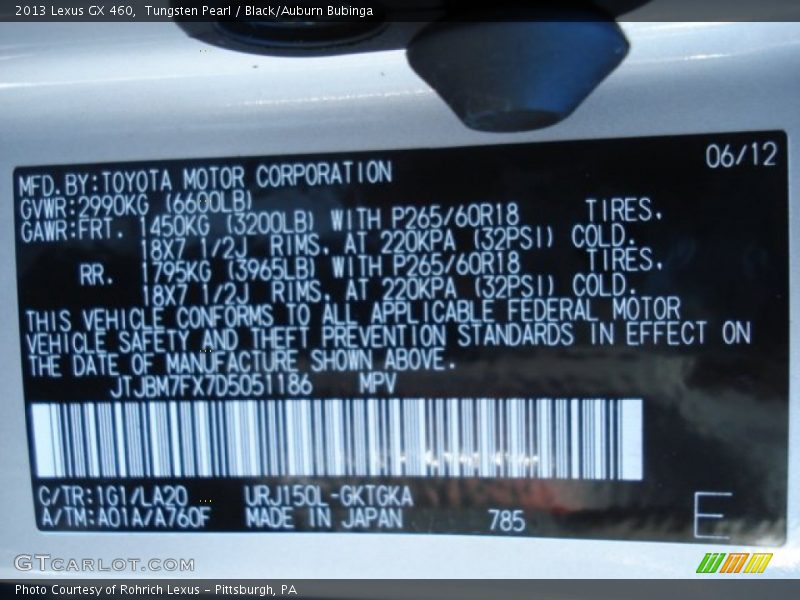 2013 Lexus GX 460,  Tungsten Pearl / Black/Auburn Bubinga
06/12
MFD.BY:TOYOTA MOTOR CORPORATION
GVWR:2990KG (6600LB)
GAWR:FRT. 1450KG (3200LB) WITH P265/60R18 TIRES.
18X7 1/2J RIMS. AT 220KPA (32PSI) COLD.
RR. 1795KG (3965LB) WITH P265/60R18 TIRES.
18X7 1/2J RIMS. AT 220KPA (32PSI) COLD.
THIS VEHICLE CONFORMS TO ALL APPLICABLE FEDERAL MOTOR
VEHICLE SAFETY AND THEFT PREVENTION STANDARDS IN EFFECT ON
THE DATE OF MANUFACTURE SHOWN ABOVE.
JTJBM7FX7D5051186 MPV
C/TR:1G1/LA20 URJ150L-GKTGKA
A/TM:A01A/A760F MADE IN JAPAN 785 E
GTCARLOT.COM
Photo Courtesy of Rohrich Lexus - Pittsburgh, PA